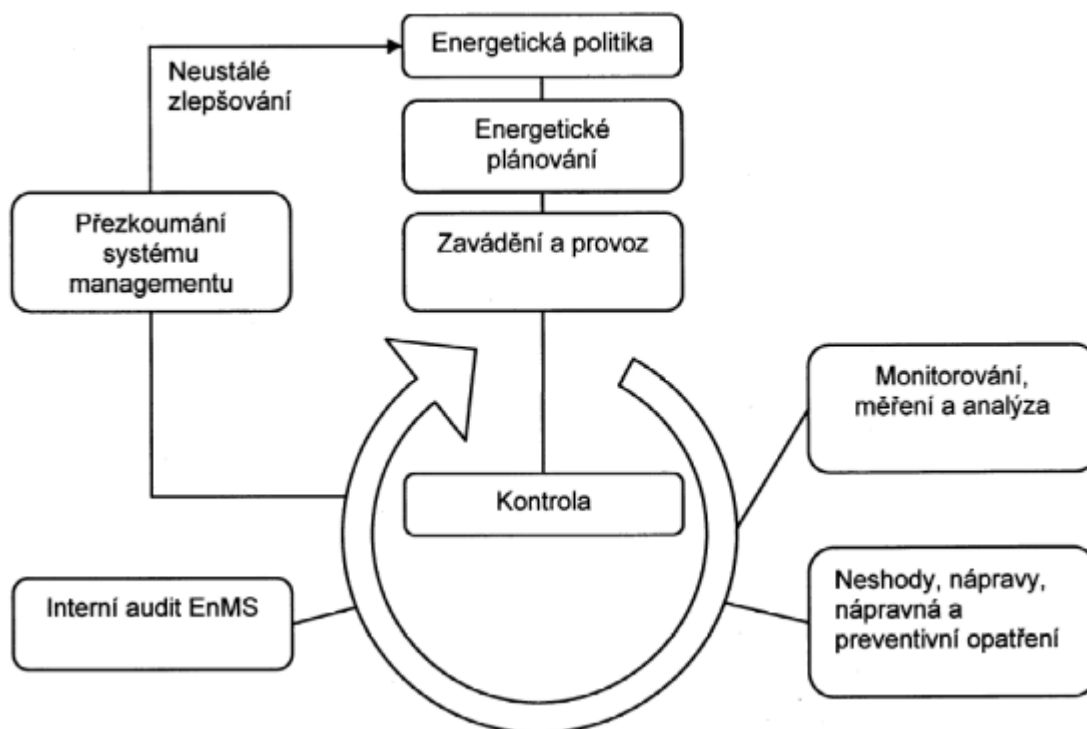 Energetická politika
Neustálé
zlepšování
Energetické
plánování
Přezkoumání
systému
managementu
Zavádění a provoz
Monitorování,
měření a analýza
Kontrola
Interní audit EnMS
Neshody, nápravy,
nápravná a
preventivní opatření